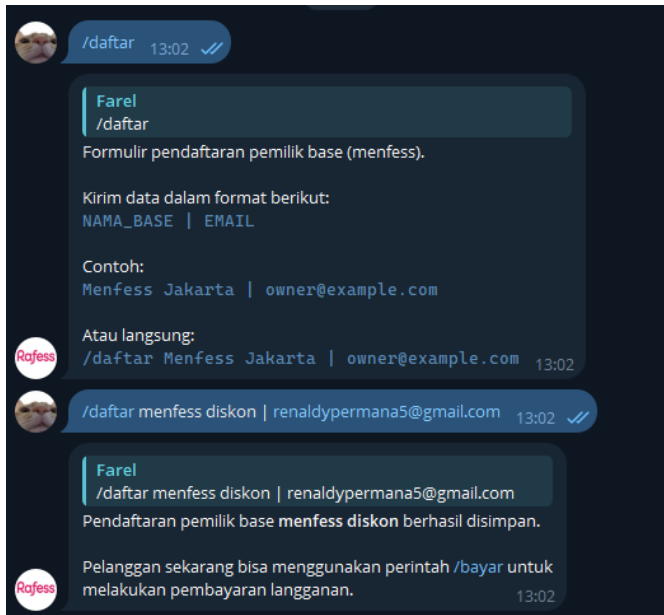 /daftar 13:02
Farel
/daftar
Formulir pendaftaran pemilik base (menfess).
Kirim data dalam format berikut:
NAMA_BASE | EMAIL
Contoh:
Menfess Jakarta | owner@example.com
Atau langsung:
/daftar Menfess Jakarta | owner@example.com 13:02
Rafess
/daftar menfess diskon | renaldypermana5@gmail.com 13:02
Farel
/daftar menfess diskon | renaldypermana5@gmail.com
Pendaftaran pemilik base menfess diskon berhasil disimpan.
Pelanggan sekarang bisa menggunakan perintah /bayar untuk
melakukan pembayaran langganan. 13:02
Rafess